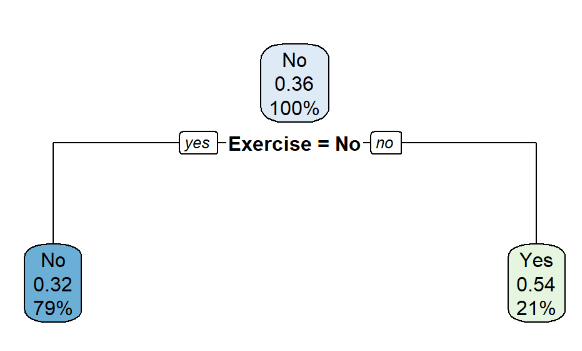 No
0.36
100%
yes Exercise = No no
No
0.32
79%
Yes
0.54
21%